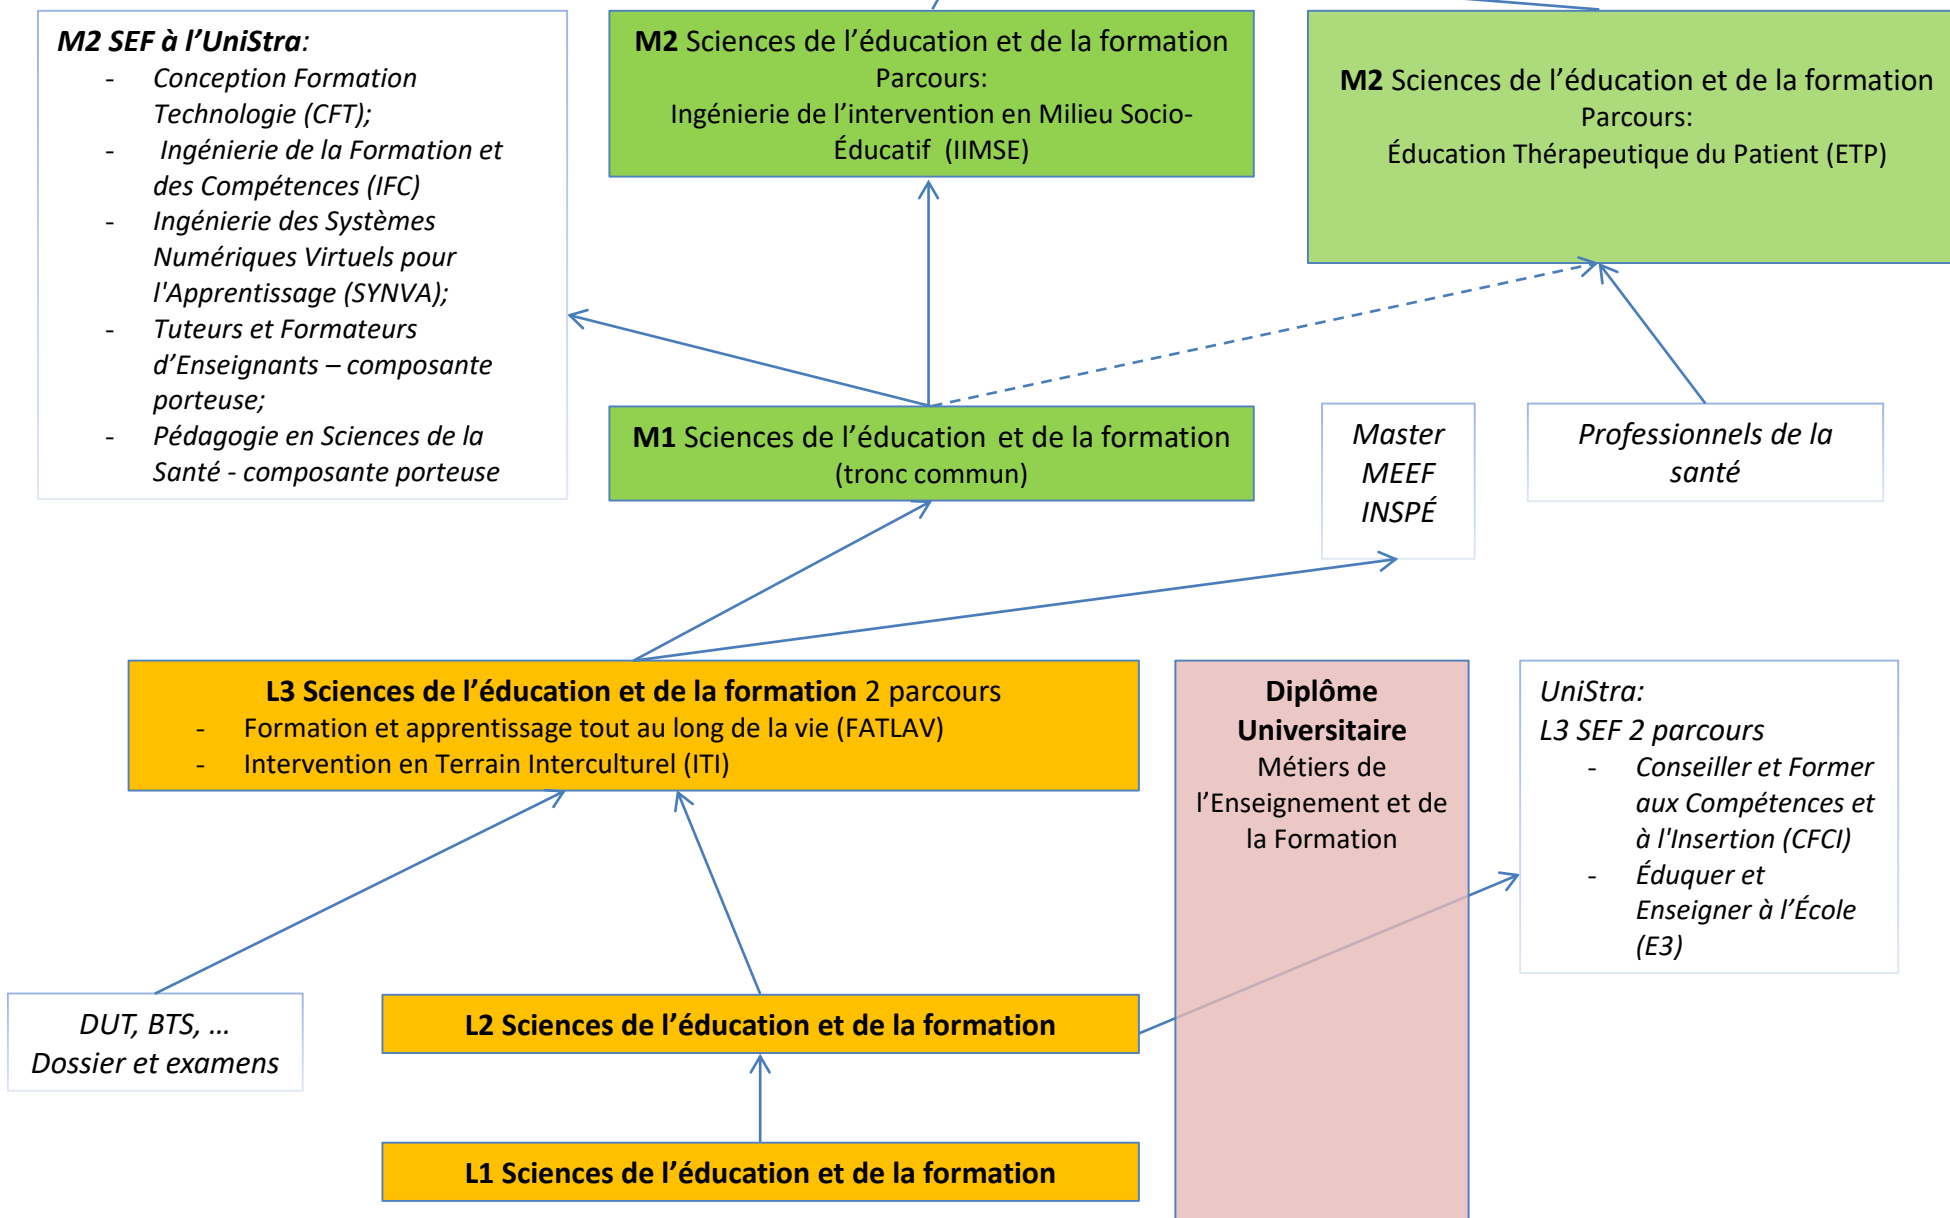 M2 SEF à l’UniStra:
- Conception Formation
Technologie (CFT);
- Ingénierie de la Formation et
des Compétences (IFC)
- Ingénierie des Systèmes
Numériques Virtuels pour
l'Apprentissage (SYNVA);
- Tuteurs et Formateurs
d’Enseignants – composante
porteuse;
- Pédagogie en Sciences de la
Santé - composante porteuse
M2 Sciences de l’éducation et de la formation
Parcours:
Ingénierie de l’intervention en Milieu Socio-
Éducatif (IIMSE)
M2 Sciences de l’éducation et de la formation
Parcours:
Éducation Thérapeutique du Patient (ETP)
M1 Sciences de l’éducation et de la formation
(tronc commun)
Master
MEEF
INSPÉ
Professionnels de la
santé
L3 Sciences de l’éducation et de la formation 2 parcours
- Formation et apprentissage tout au long de la vie (FATLAV)
- Intervention en Terrain Interculturel (ITI)
Diplôme
Universitaire
Métiers de
l’Enseignement et de
la Formation
UniStra:
L3 SEF 2 parcours
- Conseiller et Former
aux Compétences et
à l'Insertion (CFCI)
- Éduquer et
Enseigner à l’École
(E3)
DUT, BTS, ...
Dossier et examens
L2 Sciences de l’éducation et de la formation
L1 Sciences de l’éducation et de la formation